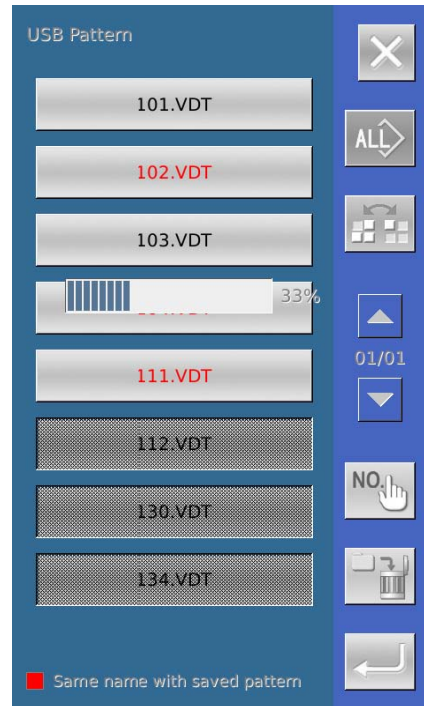 USB Pattern
101.VDT
ALL
102.VDT
103.VDT
33%
01/01
111.VDT
112.VDT
NO.
130.VDT
134.VDT
Same name with saved pattern